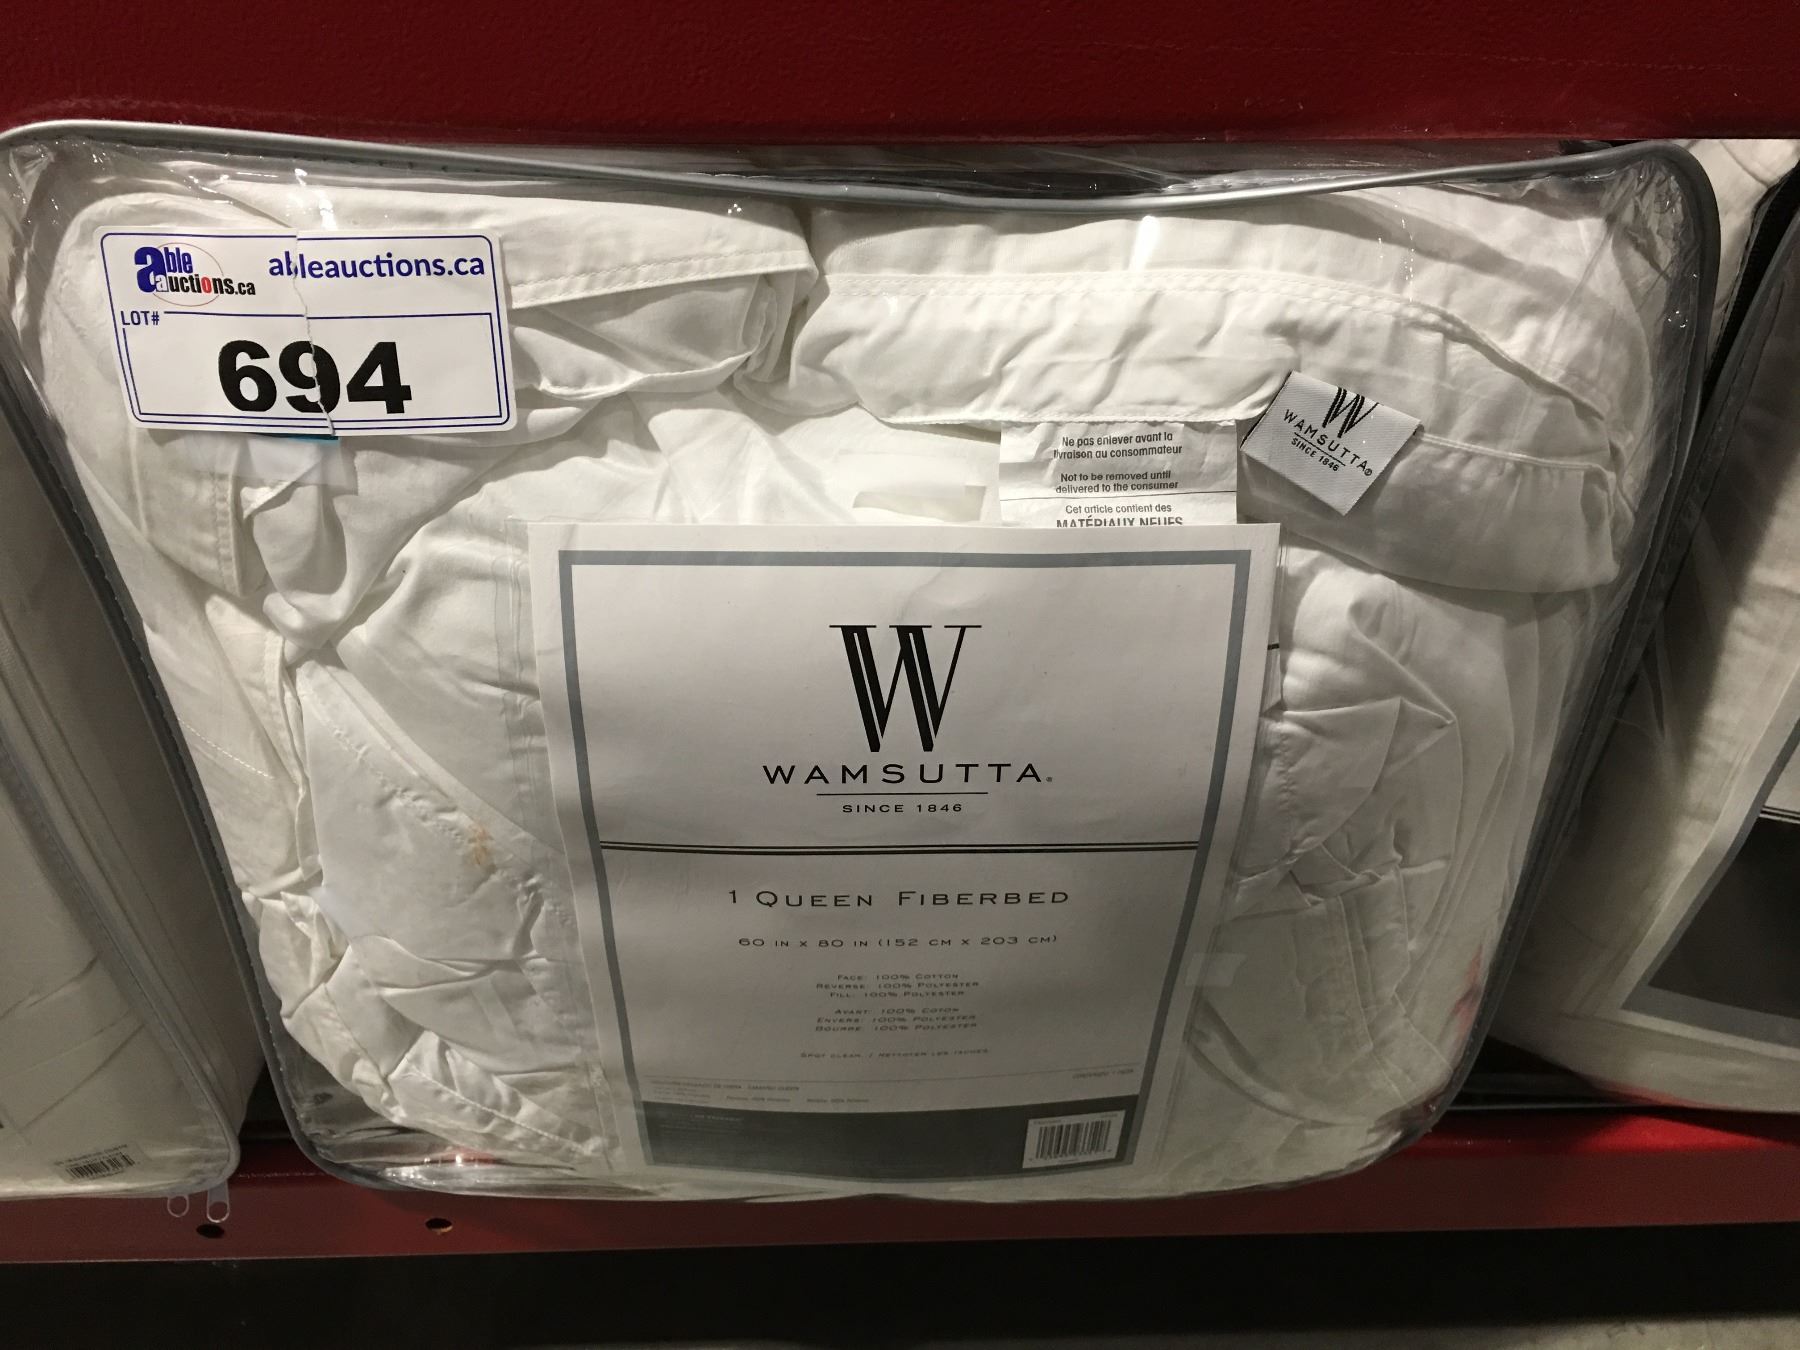 able auctions.ca
ableauctions.ca
LOT#
694
Ne pas enlever avant la
livraison au consommateur
Not to be removed until
delivered to the consumer
Cet article contient des
MATÉRIAUX NEUFS
W
WAMSUTTA®
SINCE 1846
W
WAMSUTTA®
SINCE 1846
1 QUEEN FIBERBED
60 IN X 80 IN (152 CM X 203 CM)
FACE: 100% COTTON
REVERSE: 100% POLYESTER
FILL: 100% POLYESTER
AVANT: 100% COTON
ENVERS: 100% POLYESTER
BOURRE: 100% POLYESTER
SPOT CLEAN / NETTOYER LES TACHES